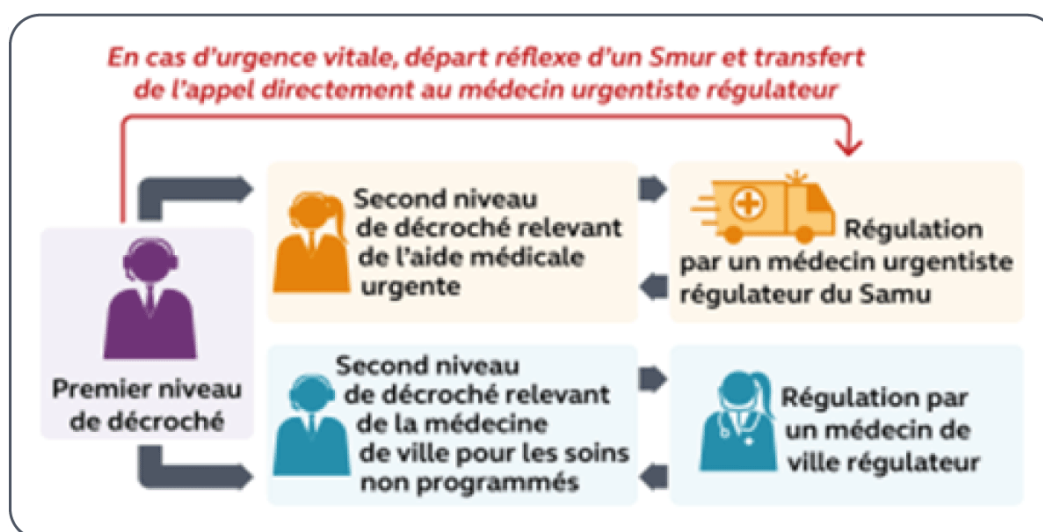 En cas d'urgence vitale, départ réflexe d'un Smur et transfert
de l'appel directement au médecin urgentiste régulateur
Premier niveau
de décroché
Second niveau
de décroché relevant
de l'aide médicale
urgente
Régulation
par un médecin urgentiste
régulateur du Samu
Second niveau
de décroché relevant
de la médecine
de ville pour les soins
non programmés
Régulation par
un médecin de
ville régulateur